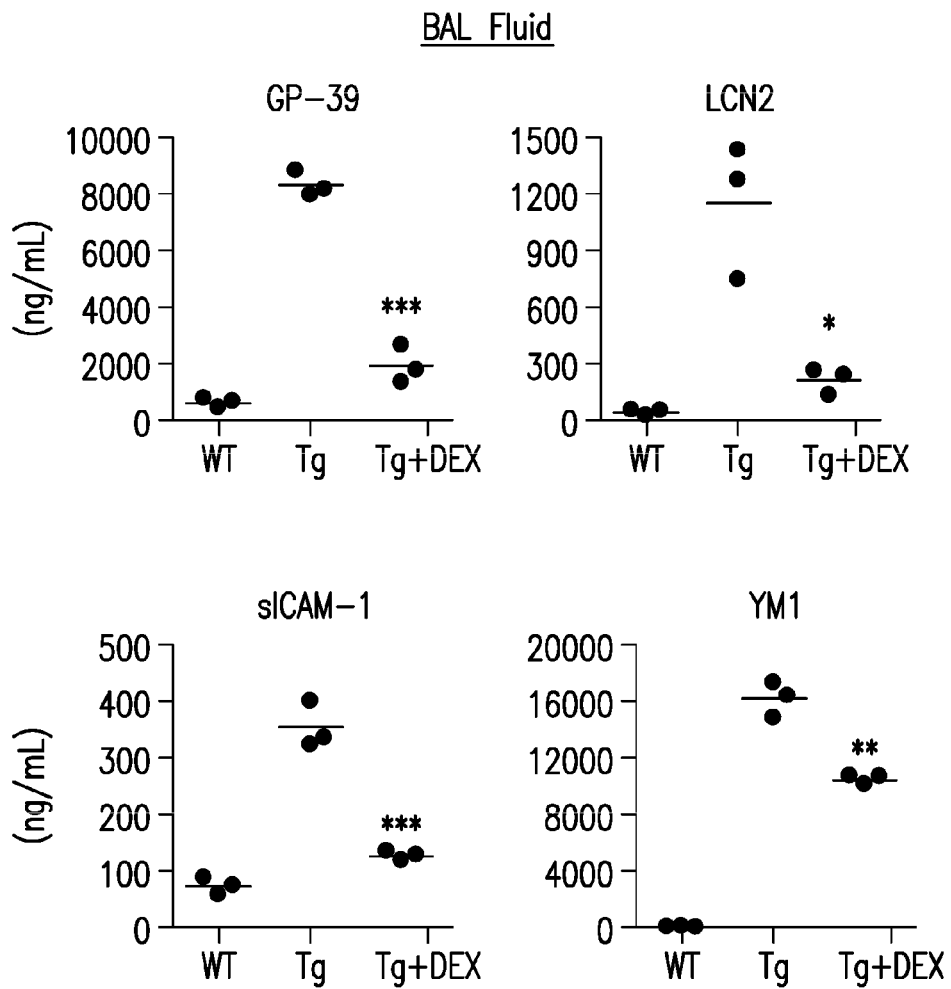 BAL Fluid
GP-39
(ng/mL)
10000
8000
6000
4000
2000
0
***
WT Tg Tg+DEX
LCN2
1500
1200
900
600
300
0
*
WT Tg Tg+DEX
sICAM-1
(ng/mL)
500
400
300
200
100
0
***
WT Tg Tg+DEX
YM1
20000
16000
12000
8000
4000
0
**
WT Tg Tg+DEX